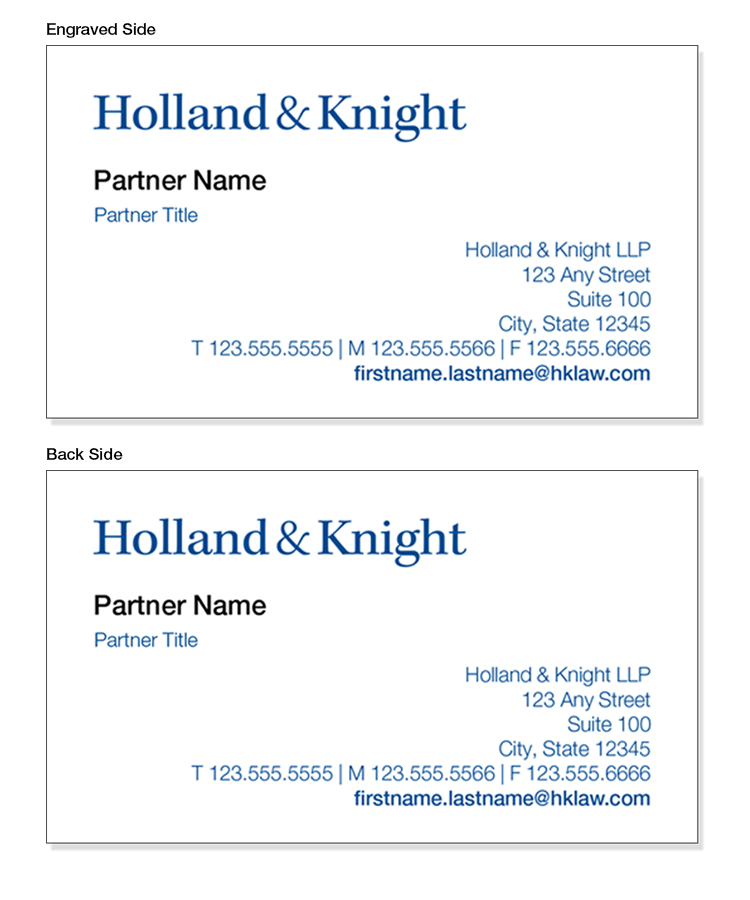 Engraved Side
Holland & Knight
Partner Name
Partner Title
Holland & Knight LLP
123 Any Street
Suite 100
City, State 12345
T 123.555.5555 | M 123.555.5566 | F 123.555.6666
firstname.lastname@hklaw.com
Back Side
Holland & Knight
Partner Name
Partner Title
Holland & Knight LLP
123 Any Street
Suite 100
City, State 12345
T 123.555.5555 | M 123.555.5566 | F 123.555.6666
firstname.lastname@hklaw.com